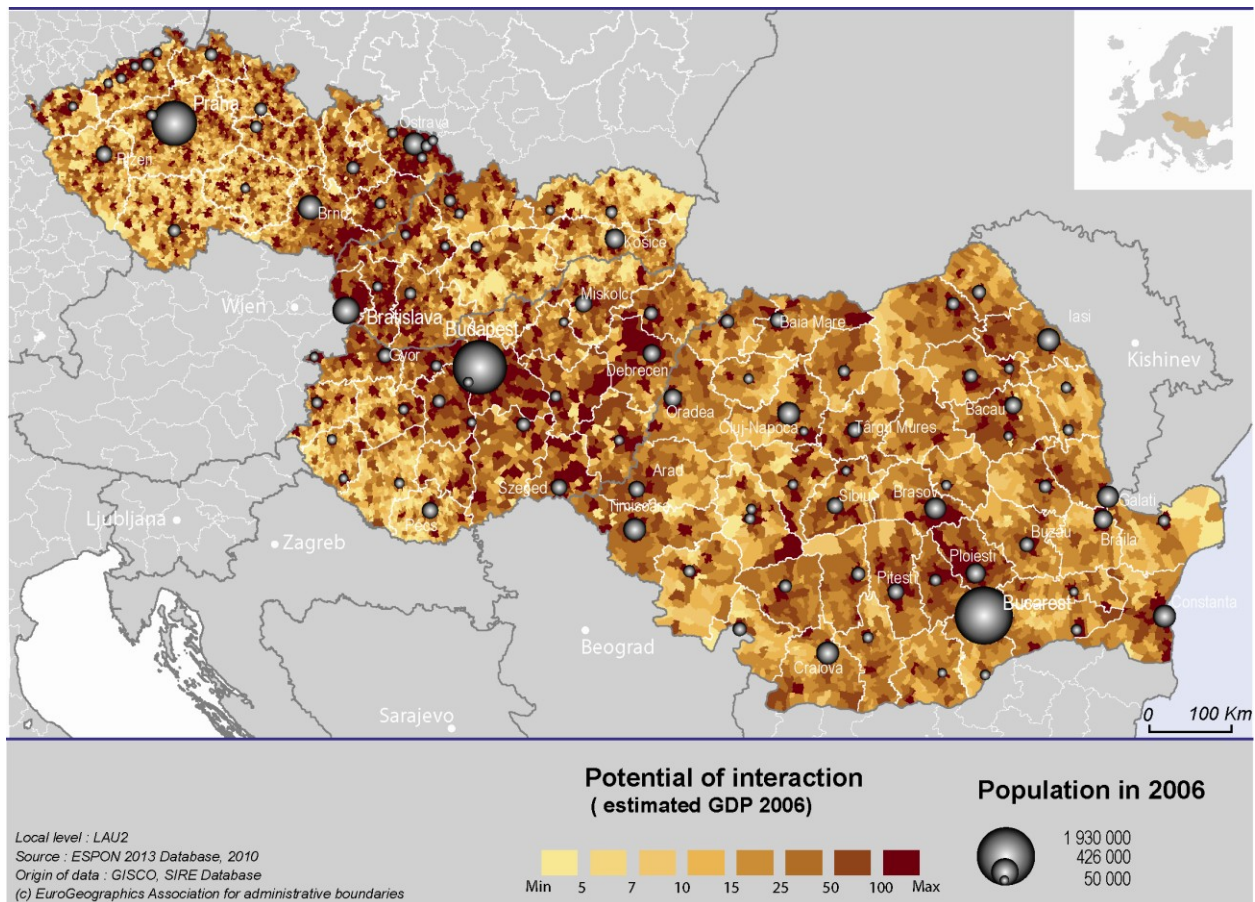 Praha
Ostrava
Plzen
Brno
Košice
Wien
Bratislava
Miskolc
Budapest
Baia Mare
Iasi
Gyor
Kishinev
Debrecen
Oradea
Bacau
Cluj-Napoca
Târgu Mures
Arad
Szeged
Sibiu
Brasov
Galati
Pécs
Timisoara
Ljubljana
Zagreb
Buzau
Braila
Ploiesti
Pitesti
Bucarest
Constanta
Beograd
Craiova
Sarajevo
0 100 Km
Potential of interaction
( estimated GDP 2006)
Population in 2006
1 930 000
426 000
50 000
Local level : LAU2
Source : ESPON 2013 Database, 2010
Origin of data : GISCO, SIRE Database
(c) EuroGeographics Association for administrative boundaries
Min 5 7 10 15 25 50 100 Max